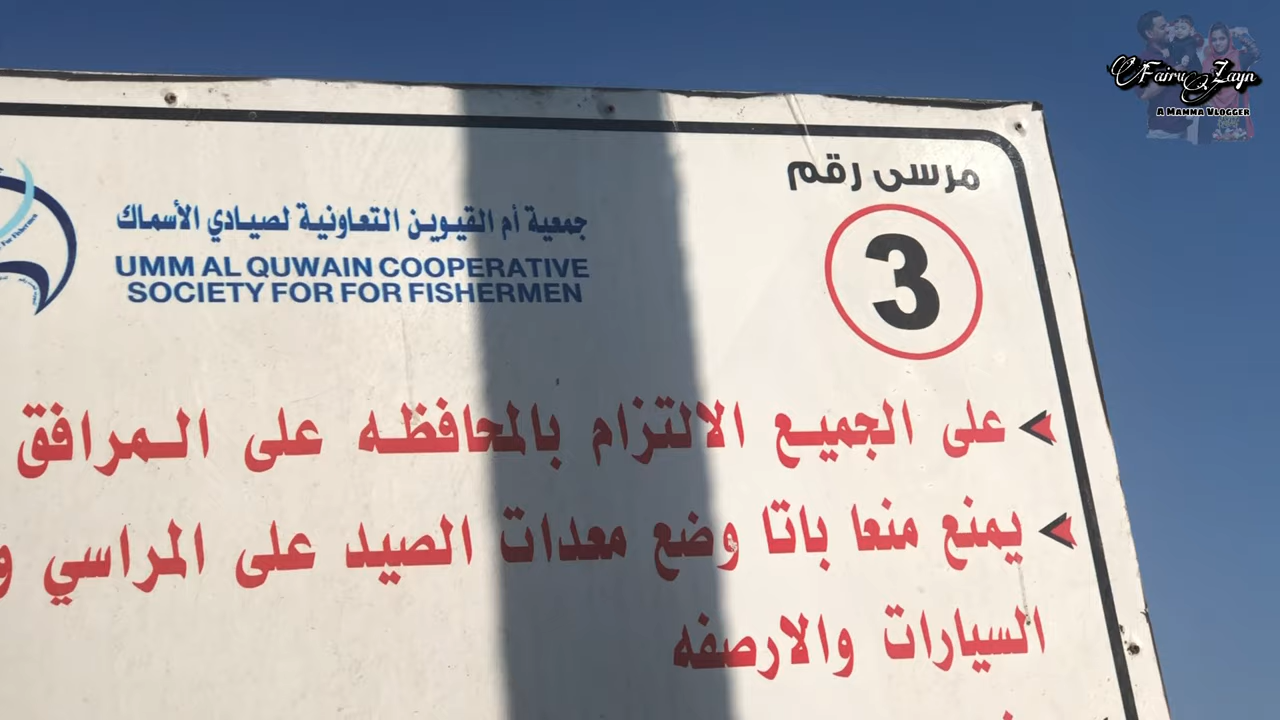 Fairu Zayn
A Mamma Vlogger
مرسى رقم
3
جمعية أم القيوين التعاونية لصيادي الأسماك
UMM AL QUWAIN COOPERATIVE
SOCIETY FOR FOR FISHERMEN
على الجميع الالتزام بالمحافظه على المرافق
يمنع منعا باتا وضع معدات الصيد على المراسي و
السيارات والارصفه